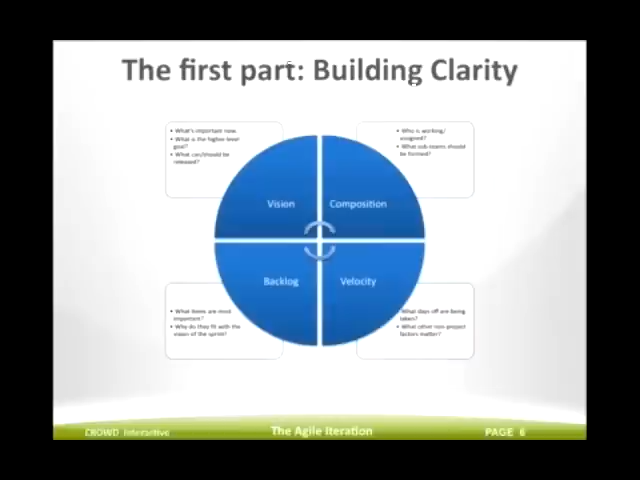 The first part: Building Clarity
• What's important now.
• What is the higher level
goal?
• What can/should be
released?
• Who is working/
assigned?
• What sub-teams should
be formed?
Vision
Composition
Backlog
Velocity
• What items are most
important?
• Why do they fit with the
vision of the sprint?
What days off are being
taken?
• What other non-project
factors matter?
CROWD Interactive
The Agile Iteration
PAGE 6